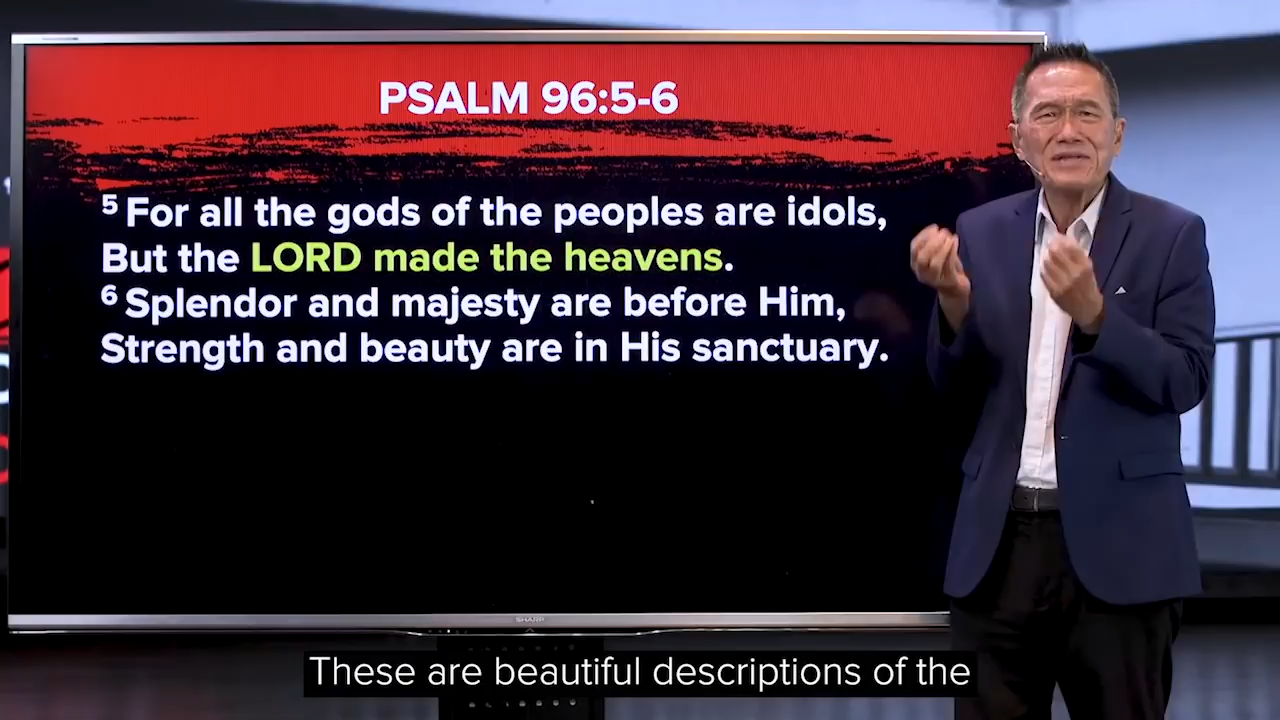 PSALM 96:5-6
5 For all the gods of the peoples are idols,
But the LORD made the heavens.
6 Splendor and majesty are before Him,
Strength and beauty are in His sanctuary.
SHARP
These are beautiful descriptions of the